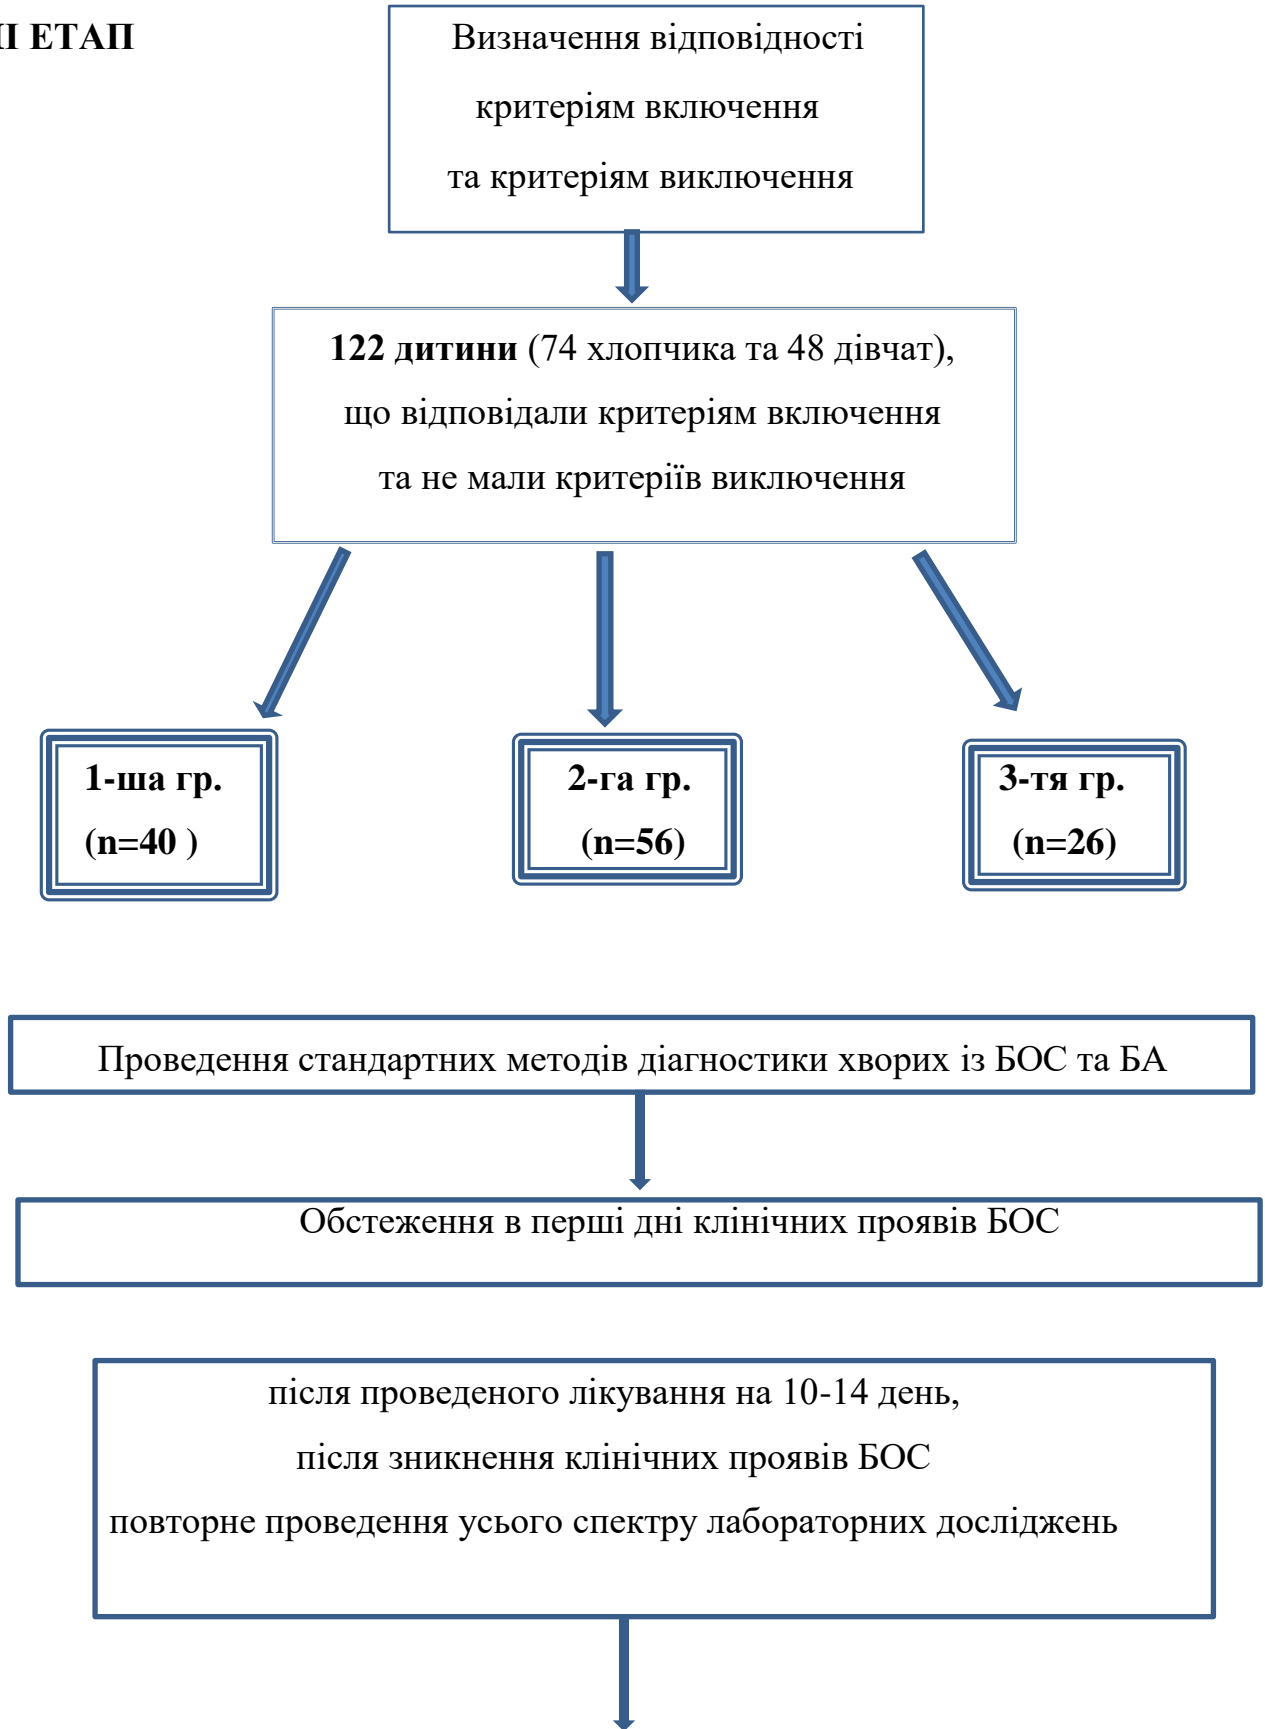 ІІ ЕТАП
Визначення відповідності
критеріям включення
та критеріям виключення
122 дитини (74 хлопчика та 48 дівчат),
що відповідали критеріям включення
та не мали критеріїв виключення
1-ша гр.
(n=40 )
2-га гр.
(n=56)
3-тя гр.
(n=26)
Проведення стандартних методів діагностики хворих із БОС та БА
Обстеження в перші дні клінічних проявів БОС
після проведеного лікування на 10-14 день,
після зникнення клінічних проявів БОС
повторне проведення усього спектру лабораторних досліджень